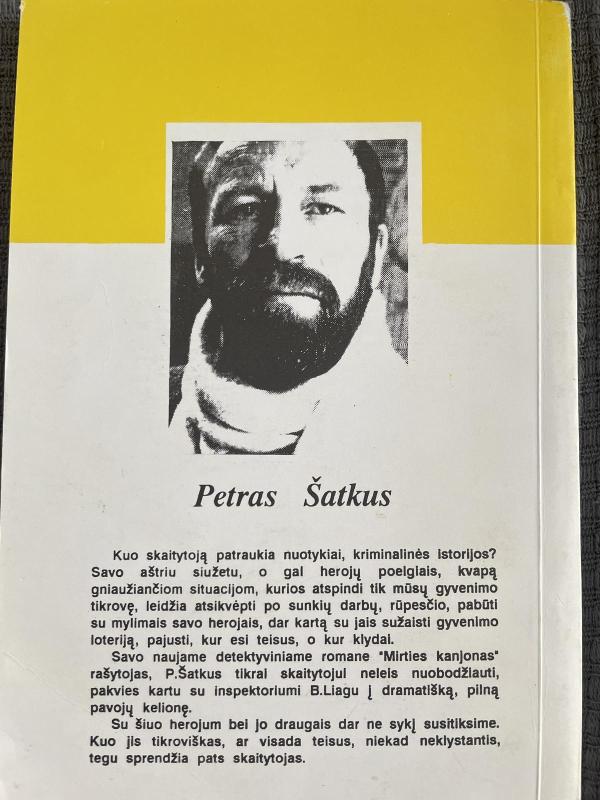 Petras Šatkus
Kuo skaitytoją patraukia nuotykiai, kriminalinės istorijos?
Savo aštriu siužetu, o gal herojų poelgiais, kvapą
gniaužiančiom situacijom, kurios atspindi tik mūsų gyvenimo
tikrovę, leidžia atsikvėpti po sunkių darbų, rūpesčio, pabūti
su mylimais savo herojais, dar kartą su jais sužaisti gyvenimo
loteriją, pajusti, kur esi teisus, o kur klydai.
Savo naujame detektyviniame romane "Mirties kanjonas"
rašytojas, P.Šatkus tikrai skaitytojui neleis nuobodžiauti,
pakvies kartu su inspektoriumi B.Liagu į dramatišką, pilną
pavojų kelionę.
Su šiuo herojum bei jo draugais dar ne sykį susitiksime.
Kuo jis tikroviškas, ar visada teisus, niekad neklystantis,
tegu sprendžia pats skaitytojas.